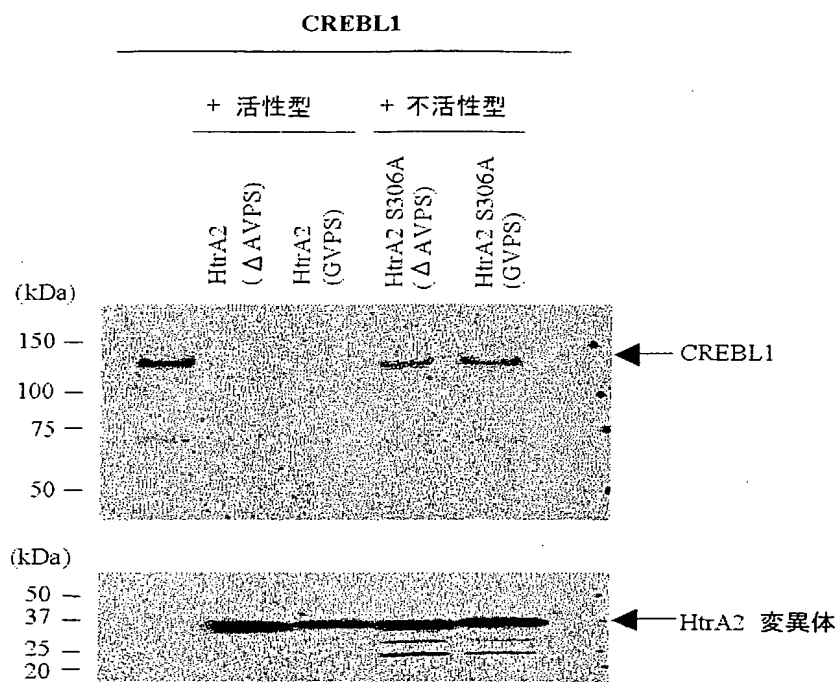 CREBL1
+ 活性型
+ 不活性型
HtrA2
(ΔAVPS)
HtrA2
(GVPS)
HtrA2 S306A
(ΔAVPS)
HtrA2 S306A
(GVPS)
(kDa)
150
100
75
50
CREBL1
(kDa)
50
37
25
20
HtrA2 変異体